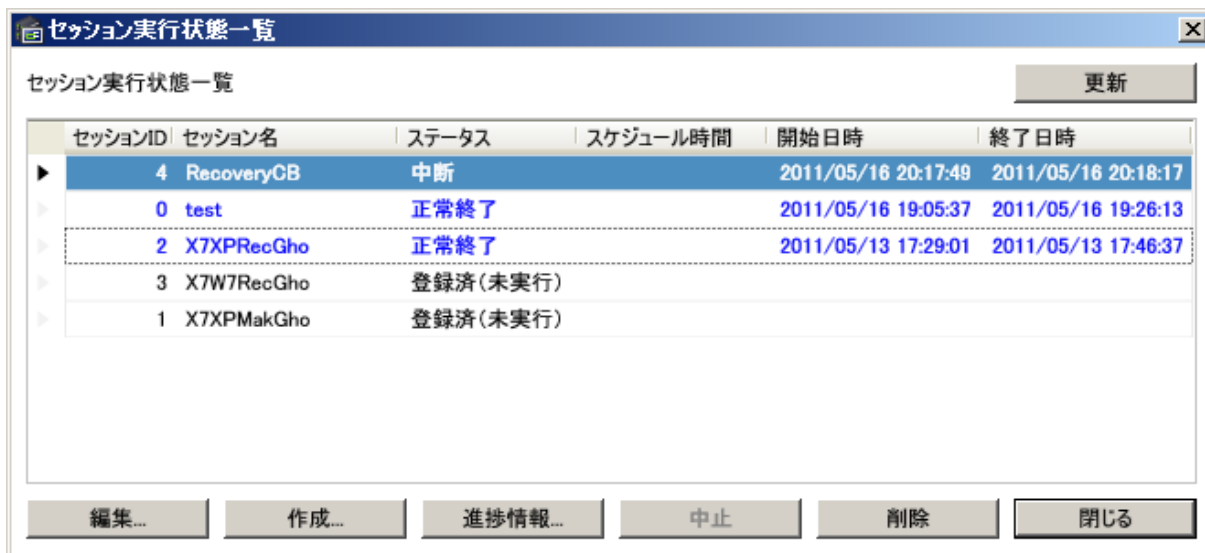 セッション実行状態一覧
セッション実行状態一覧 更新
セッションID セッション名 ステータス スケジュール時間 開始日時 終了日時
4 RecoveryCB 中断 2011/05/16 20:17:49 2011/05/16 20:18:17
0 test 正常終了 2011/05/16 19:05:37 2011/05/16 19:26:13
2 X7XPRecGho 正常終了 2011/05/13 17:29:01 2011/05/13 17:46:37
3 X7W7RecGho 登録済(未実行)
1 X7XPMakGho 登録済(未実行)
編集... 作成... 進捗情報... 中止 削除 閉じる